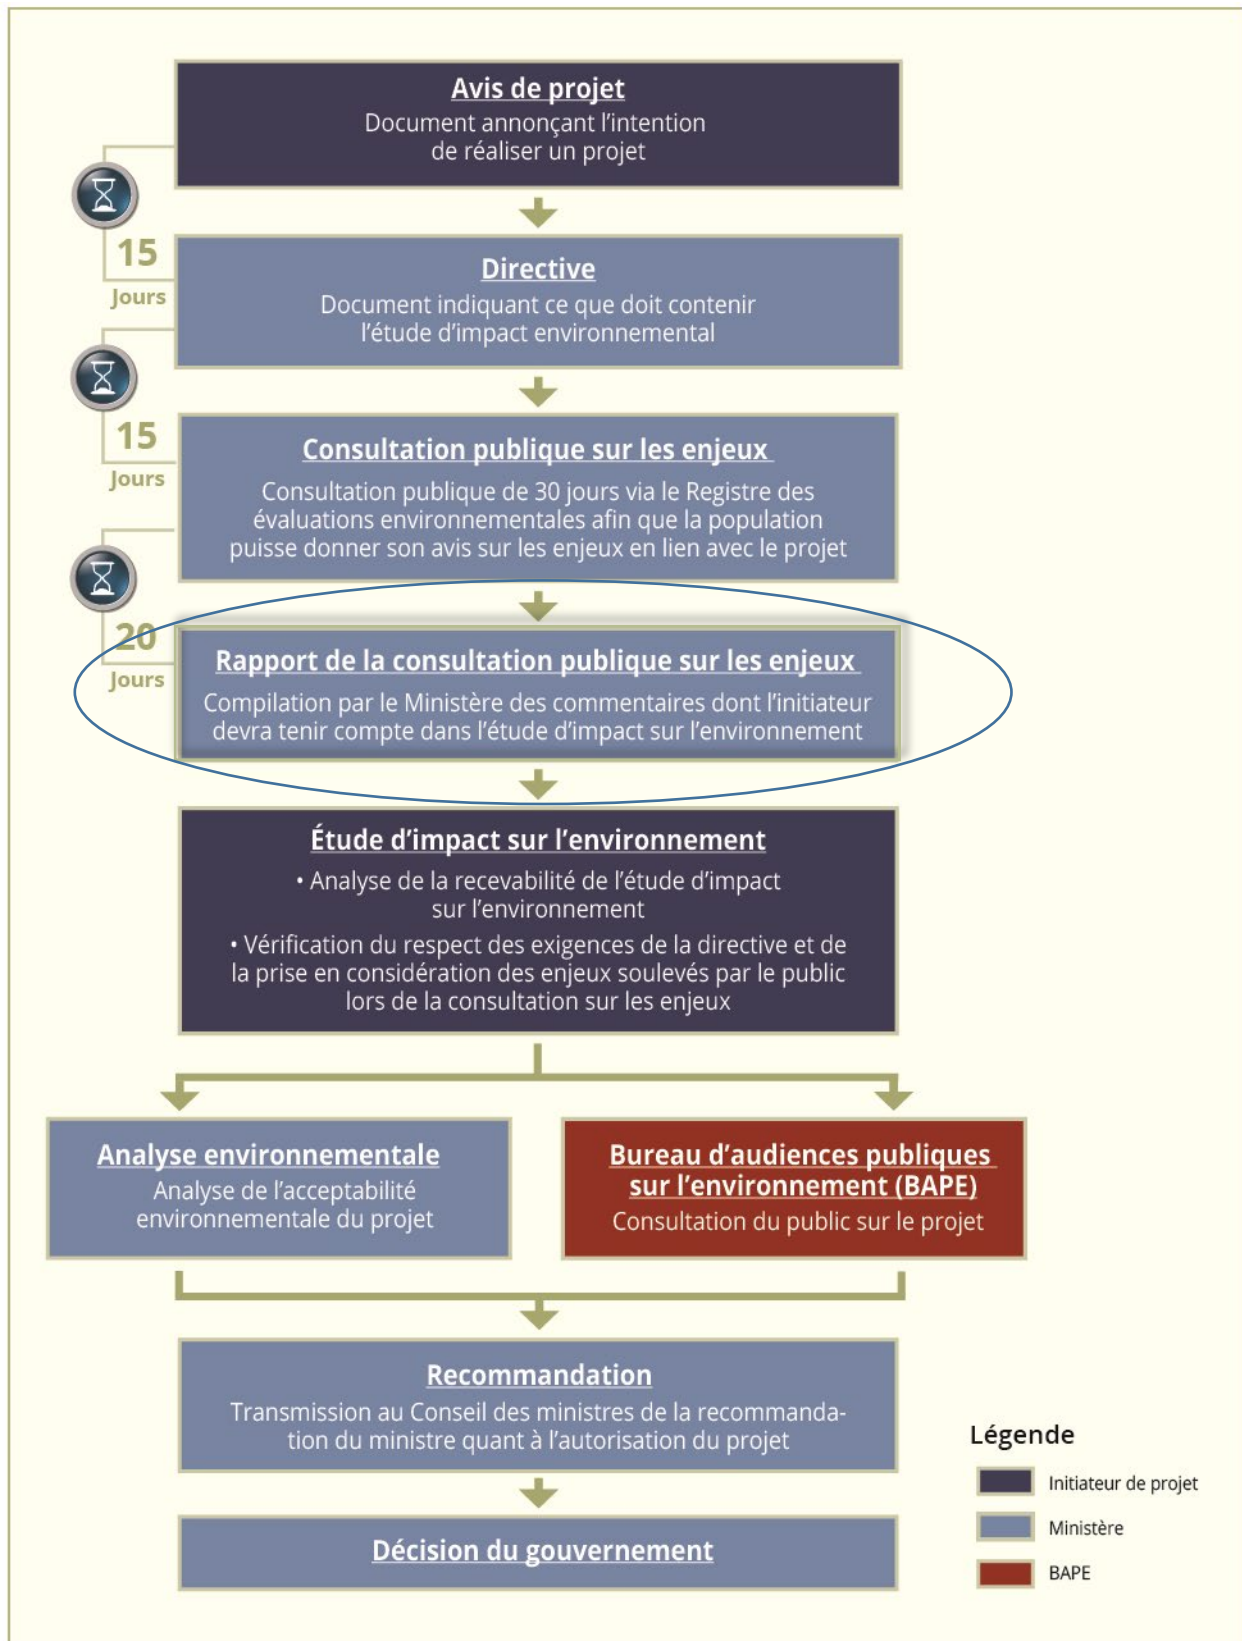 Avis de projet
Document annonçant l'intention
de réaliser un projet
15
Jours
Directive
Document indiquant ce que doit contenir
l'étude d'impact environnemental
15
Jours
Consultation publique sur les enjeux
Consultation publique de 30 jours via le Registre des
évaluations environnementales afin que la population
puisse donner son avis sur les enjeux en lien avec le projet
20
Jours
Rapport de la consultation publique sur les enjeux
Compilation par le Ministère des commentaires dont l'initiateur
devra tenir compte dans l'étude d'impact sur l'environnement
Étude d'impact sur l'environnement
• Analyse de la recevabilité de l'étude d'impact
sur l'environnement
• Vérification du respect des exigences de la directive et de
la prise en considération des enjeux soulevés par le public
lors de la consultation sur les enjeux
Analyse environnementale
Analyse de l'acceptabilité
environnementale du projet
Bureau d'audiences publiques
sur l'environnement (BAPE)
Consultation du public sur le projet
Recommandation
Transmission au Conseil des ministres de la recommanda-
tion du ministre quant à l'autorisation du projet
Décision du gouvernement
Légende
Initiateur de projet
Ministère
BAPE